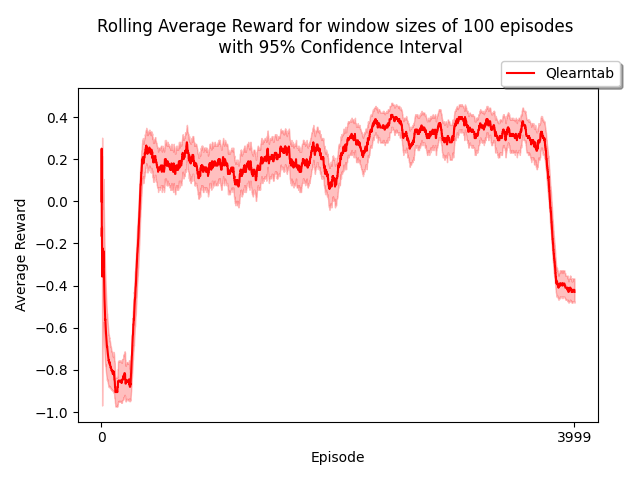 Rolling Average Reward for window sizes of 100 episodes
with 95% Confidence Interval
Qlearntab
0.4
0.2
0.0
−0.2
−0.4
−0.6
−0.8
−1.0
Average Reward
0 3999
Episode